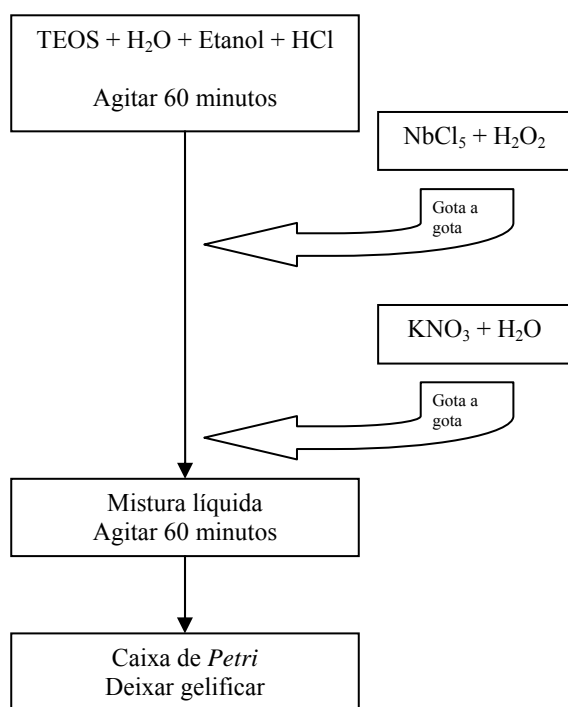 TEOS + H₂O + Etanol + HCl
Agitar 60 minutos
NbCl₅ + H₂O₂
Gota a
gota
KNO₃ + H₂O
Gota a
gota
Mistura líquida
Agitar 60 minutos
Caixa de Petri
Deixar gelificar